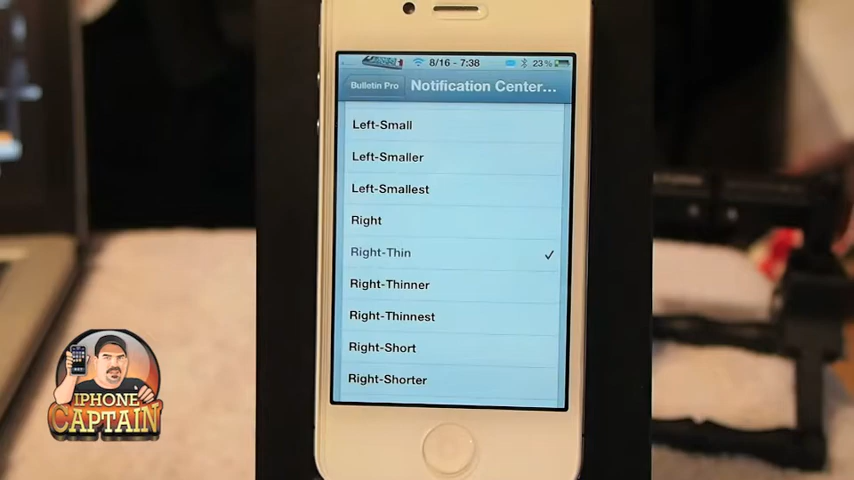 8/16 - 7:38
23%
Bulletin Pro
Notification Center...
Left-Small
Left-Smaller
Left-Smallest
Right
Right-Thin
Right-Thinner
Right-Thinnest
Right-Short
Right-Shorter
IPHONE
CAPTAIN